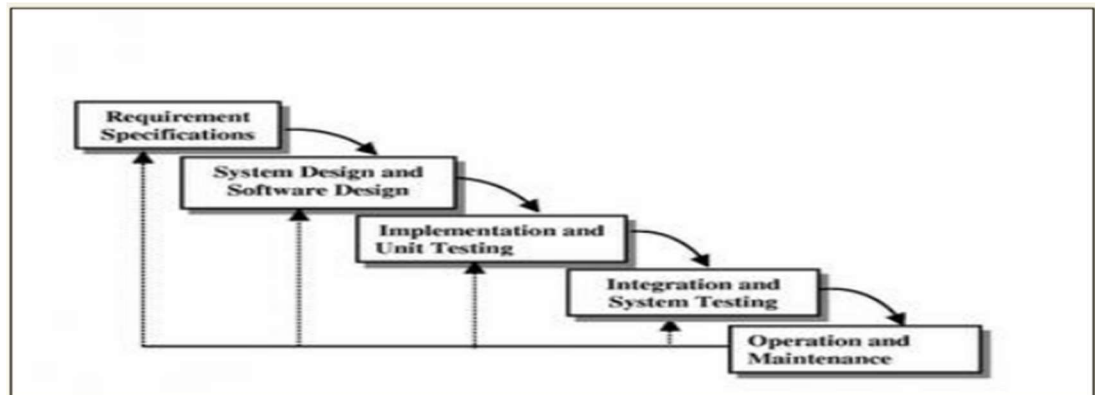 Requirement
Specifications
System Design and
Software Design
Implementation and
Unit Testing
Integration and
System Testing
Operation and
Maintenance